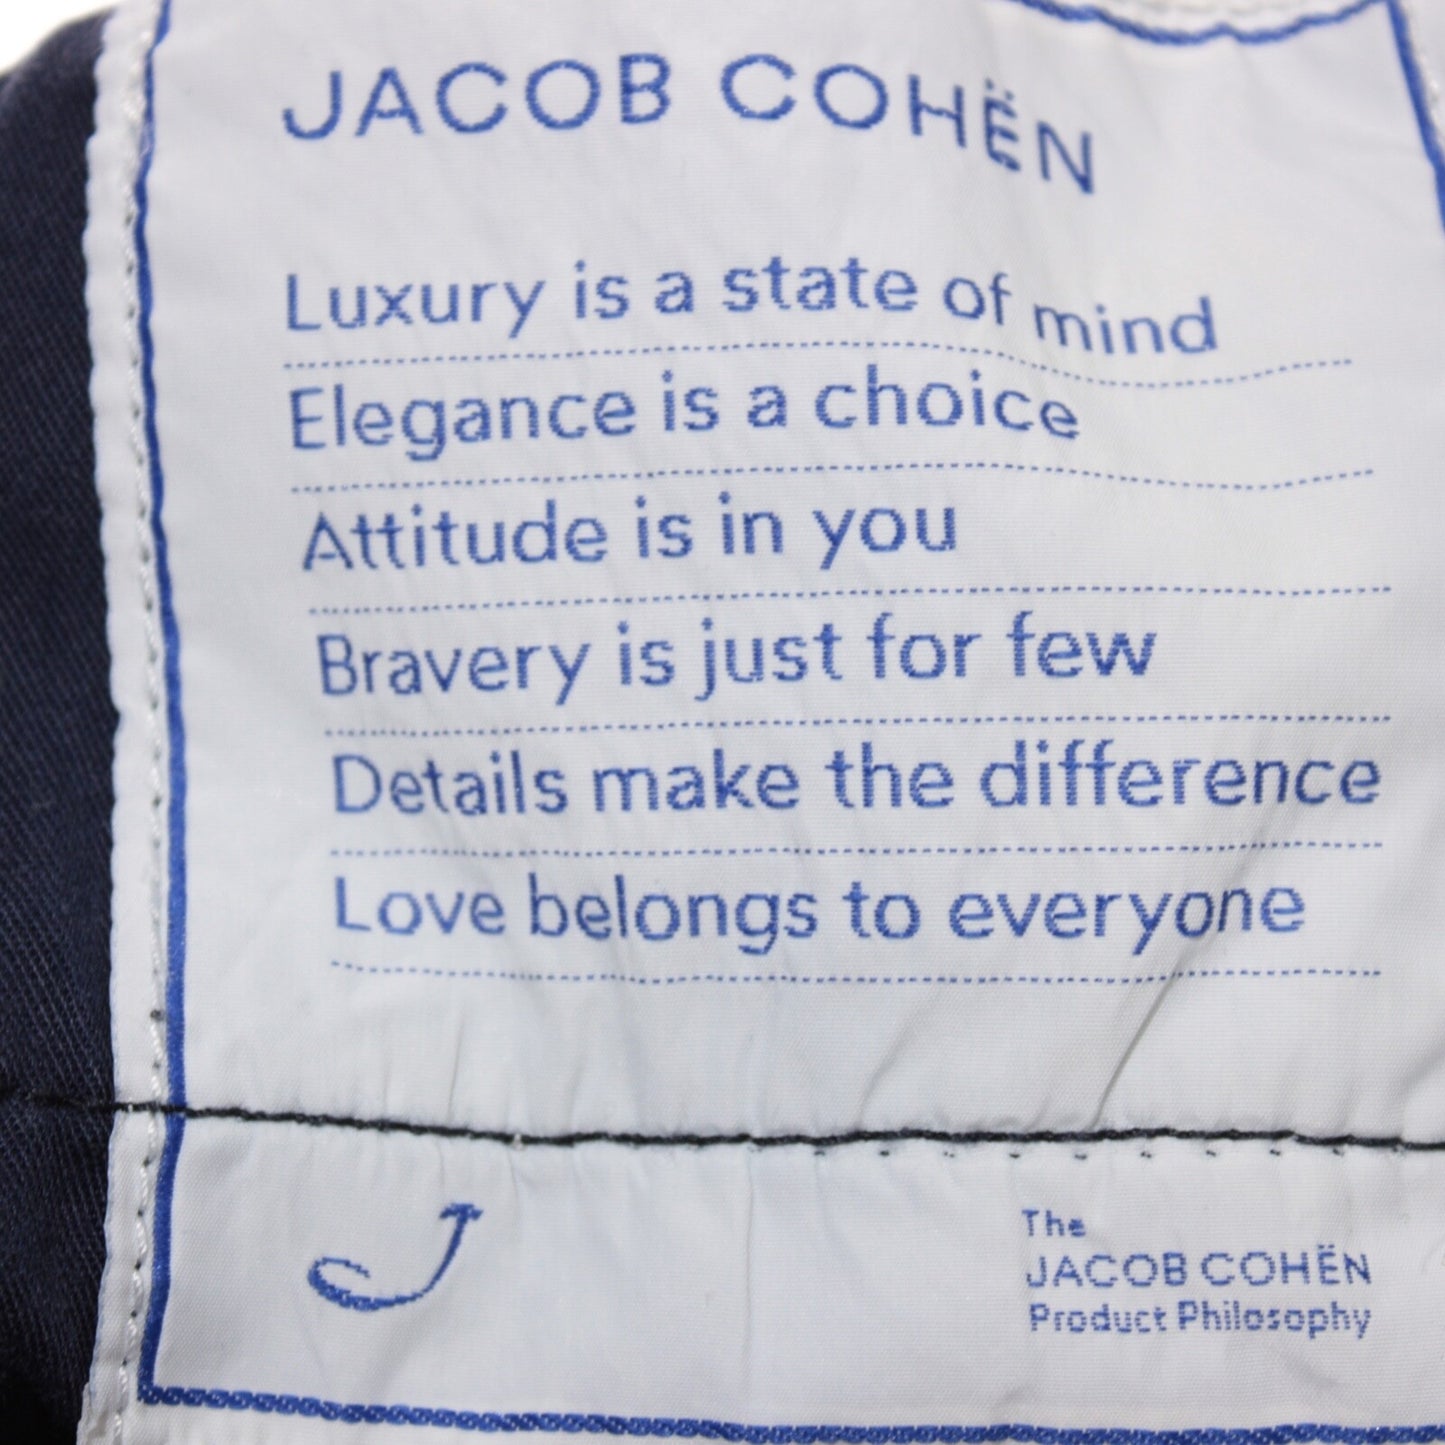 JACOB COHËN
Luxury is a state of mind
Elegance is a choice
Attitude is in you
Bravery is just for few
Details make the difference
Love belongs to everyone
J
The
JACOB COHËN
Product Philosophy